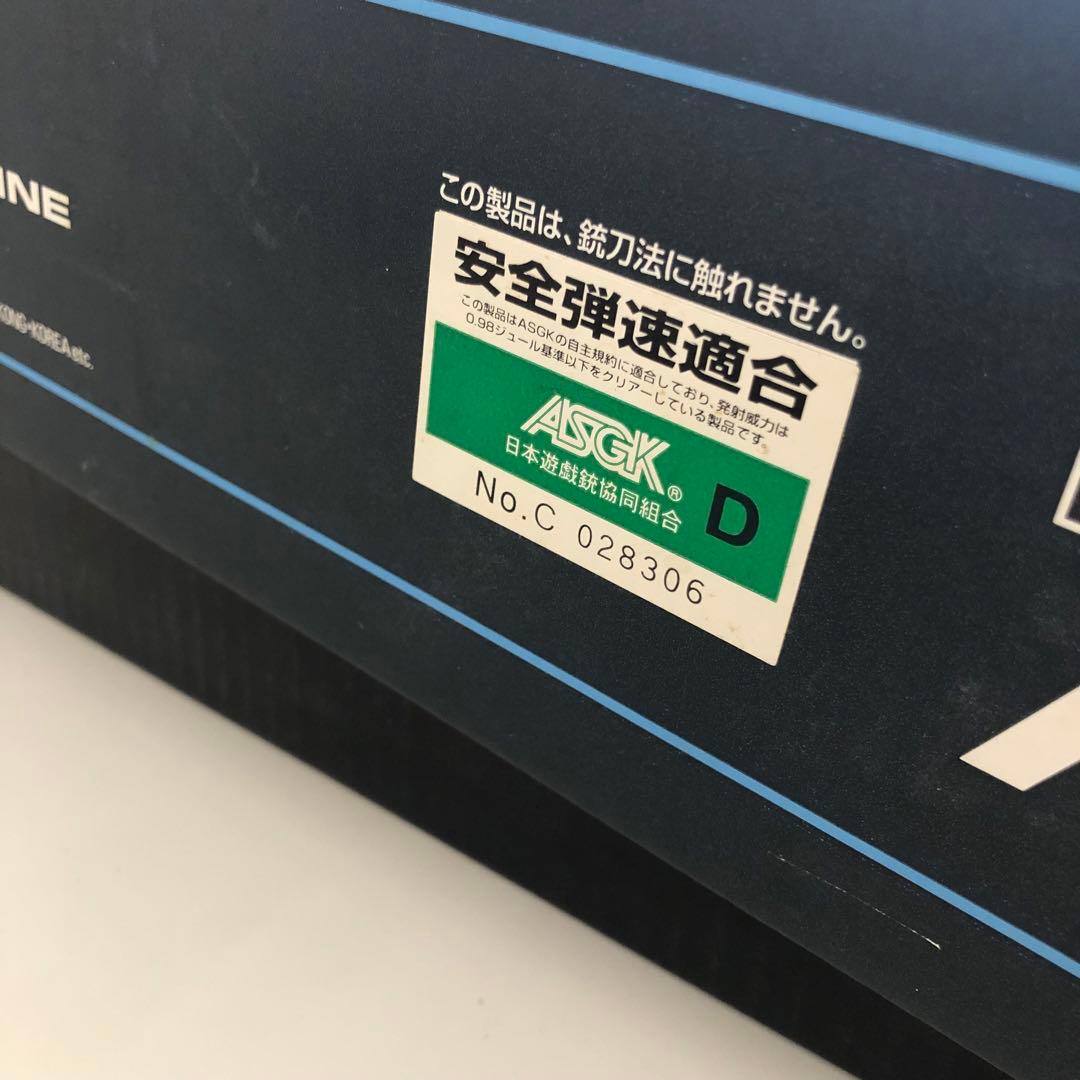 INE
KONG•KOREA,etc.
この製品は、銃刀法に触れません。
安全弾速適合
この製品はASGKの自主規約に適合しており、発射威力は
0.98ジュール基準以下をクリアーしている製品です。
ASGK®
日本遊戯銃協同組合
D
No.C 028306